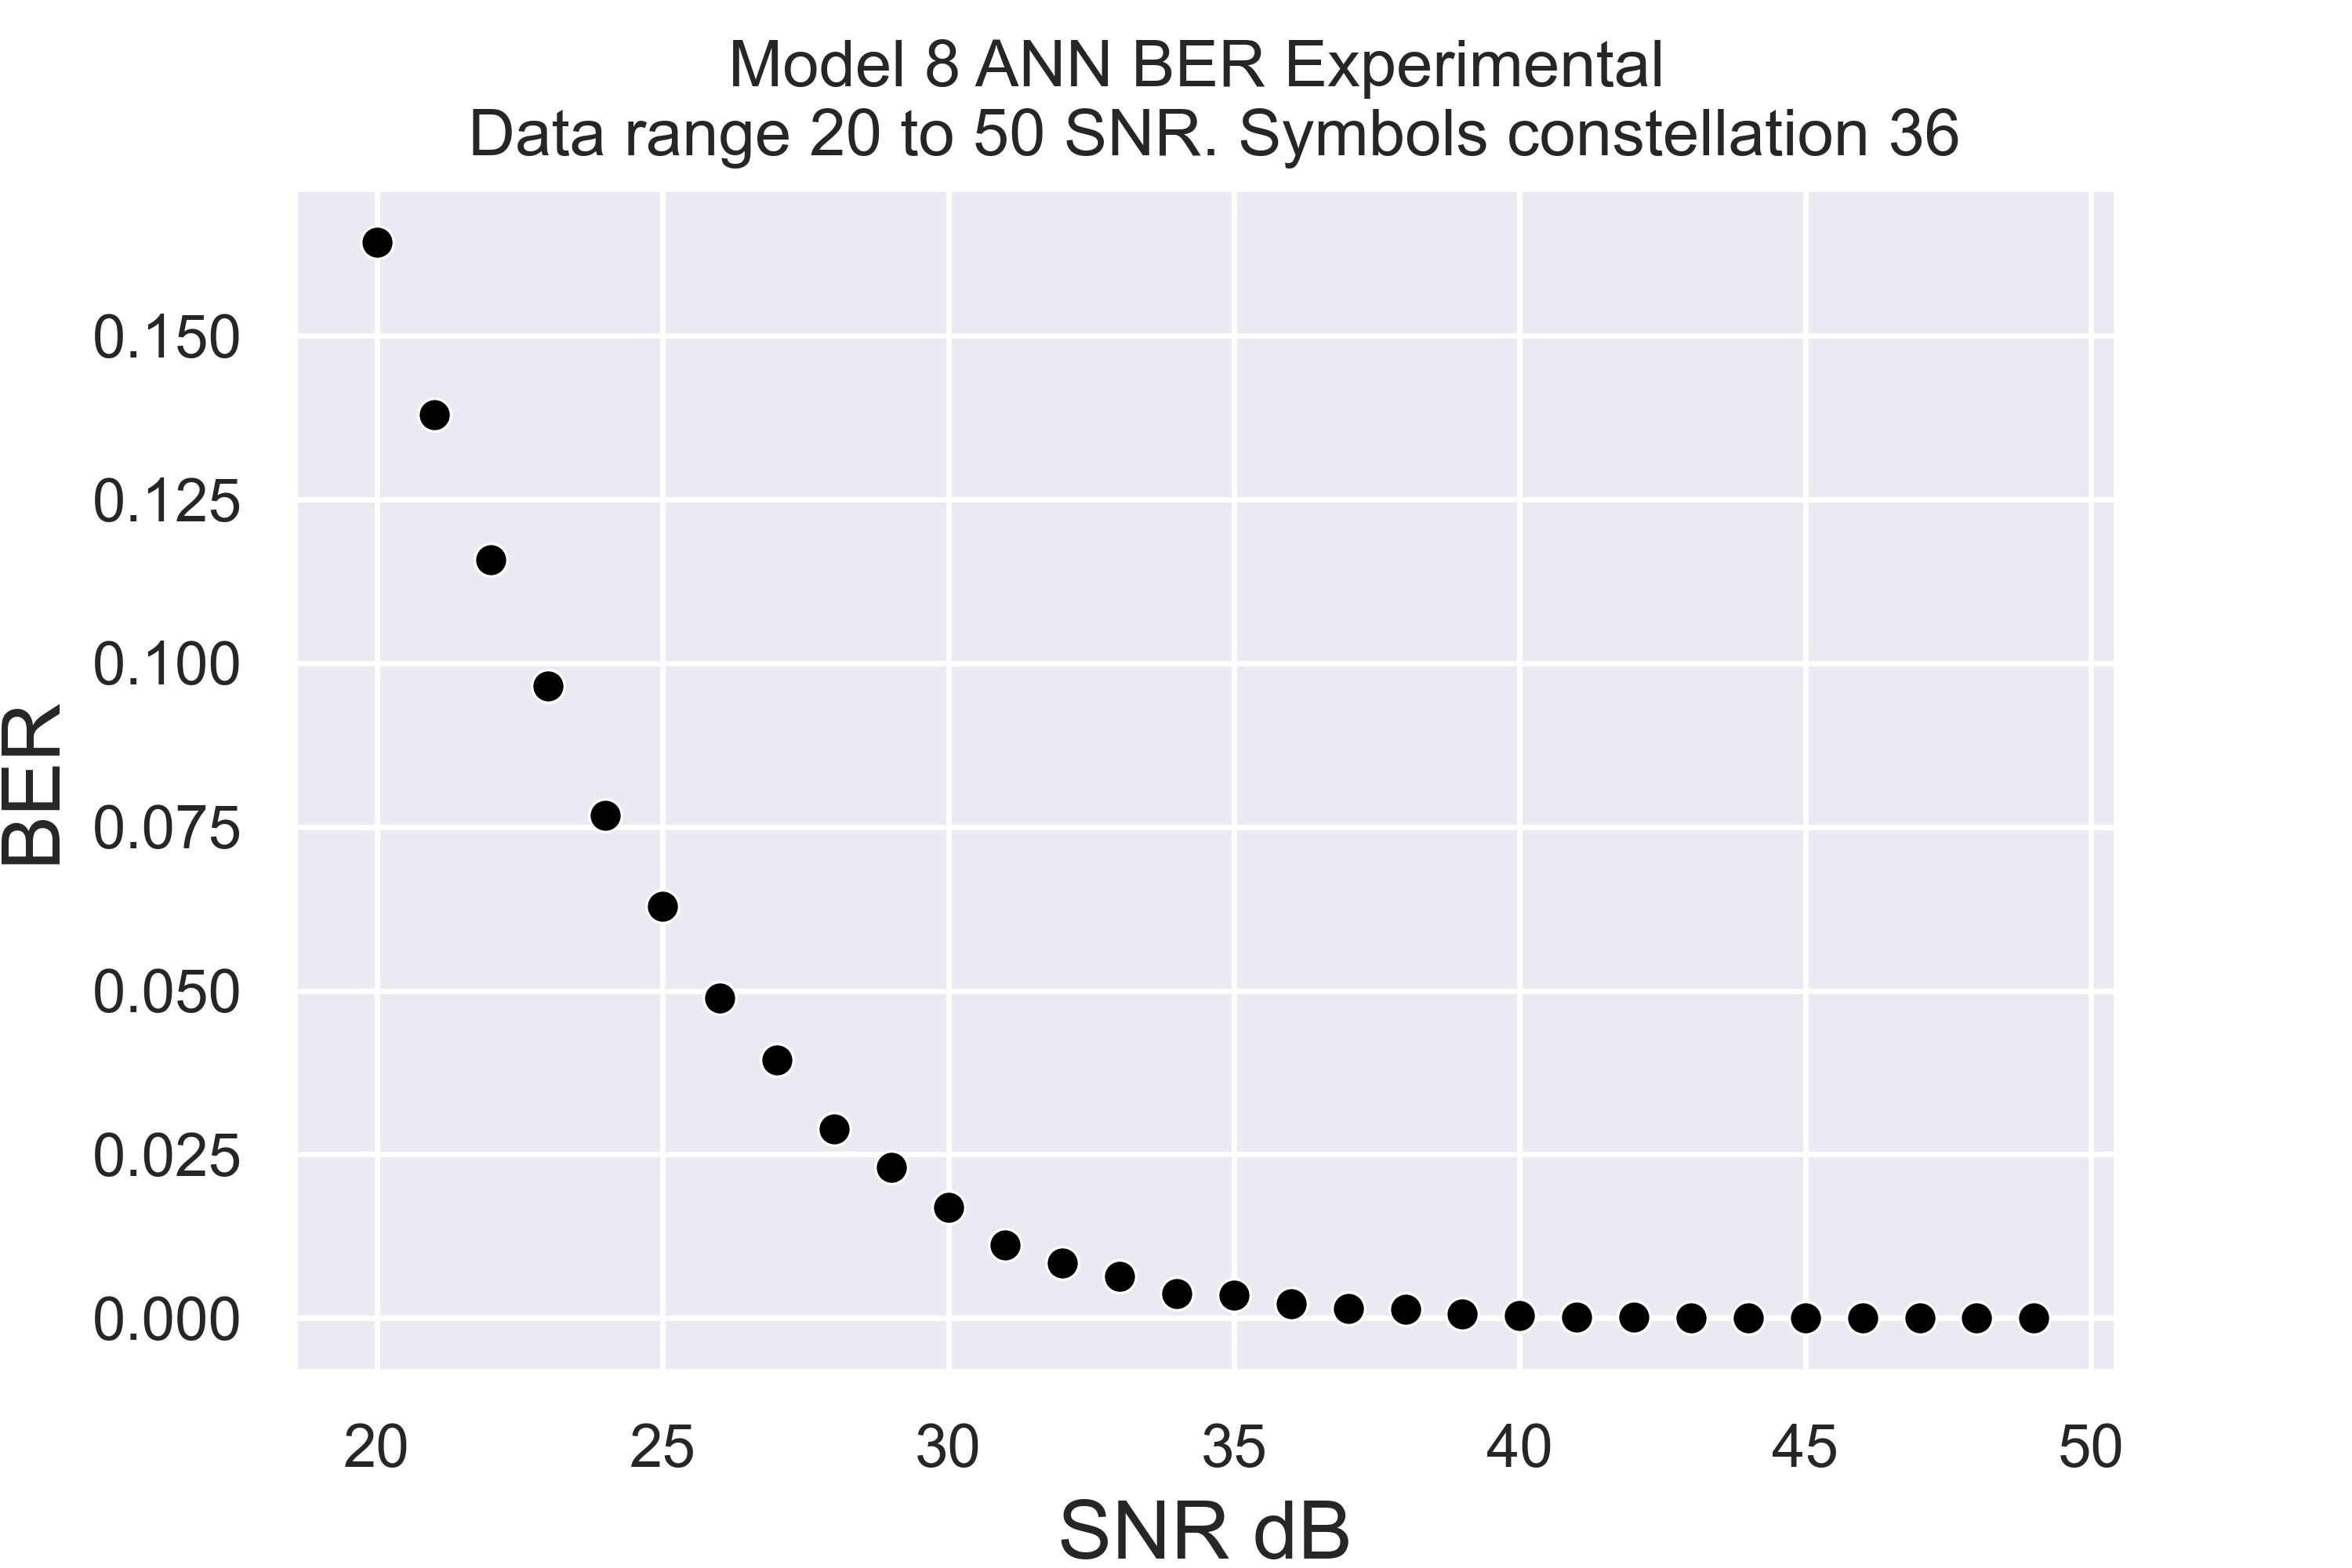 Model 8 ANN BER Experimental
Data range 20 to 50 SNR. Symbols constellation 36
BER
0.150
0.125
0.100
0.075
0.050
0.025
0.000
20 25 30 35 40 45 50
SNR dB